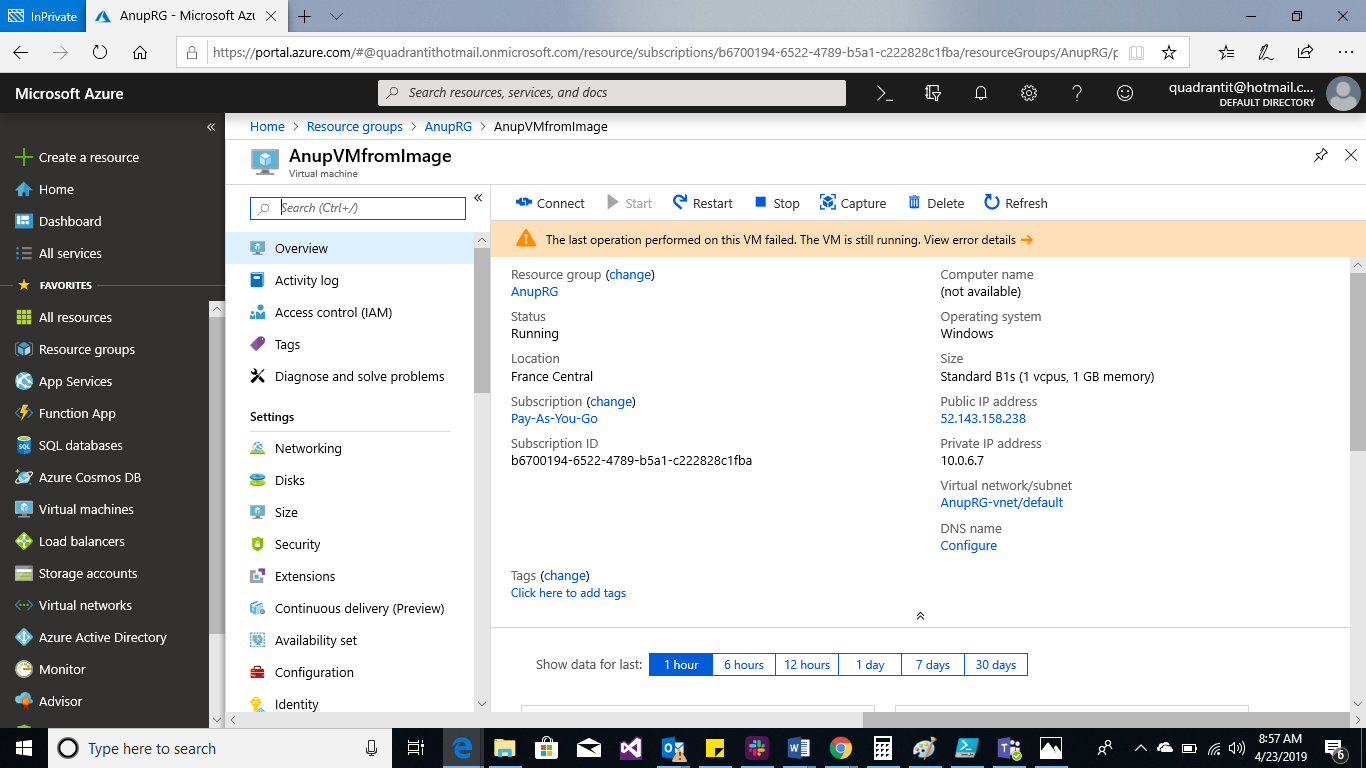 InPrivate
AnupRG - Microsoft Azu
https://portal.azure.com/#@quadrantithotmail.onmicrosoft.com/resource/subscriptions/b6700194-6522-4789-b5a1-c222828c1fba/resourceGroups/AnupRG/p
Microsoft Azure
Search resources, services, and docs
quadrantit@hotmail.c...
DEFAULT DIRECTORY
Create a resource
Home
Dashboard
All services
FAVORITES
All resources
Resource groups
App Services
Function App
SQL databases
Azure Cosmos DB
Virtual machines
Load balancers
Storage accounts
Virtual networks
Azure Active Directory
Monitor
Advisor
Home > Resource groups > AnupRG > AnupVMfromImage
AnupVMfromImage
Virtual machine
Search (Ctrl+/)
Overview
Activity log
Access control (IAM)
Tags
Diagnose and solve problems
Settings
Networking
Disks
Size
Security
Extensions
Continuous delivery (Preview)
Availability set
Configuration
Identity
Connect Start Restart Stop Capture Delete Refresh
The last operation performed on this VM failed. The VM is still running. View error details →
Resource group (change)
AnupRG
Status
Running
Location
France Central
Subscription (change)
Pay-As-You-Go
Subscription ID
b6700194-6522-4789-b5a1-c222828c1fba
Computer name
(not available)
Operating system
Windows
Size
Standard B1s (1 vcpus, 1 GB memory)
Public IP address
52.143.158.238
Private IP address
10.0.6.7
Virtual network/subnet
AnupRG-vnet/default
DNS name
Configure
Tags (change)
Click here to add tags
Show data for last: 1 hour 6 hours 12 hours 1 day 7 days 30 days
Type here to search
8:57 AM
4/23/2019
6